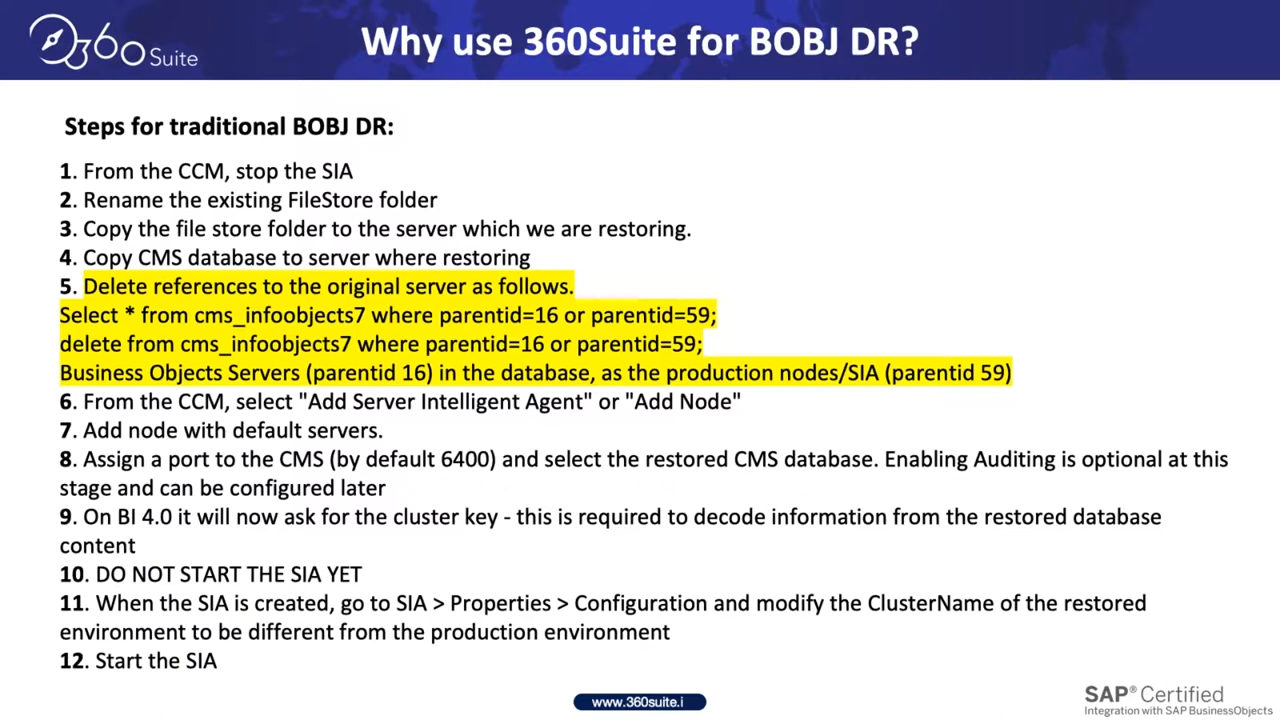 360Suite
Why use 360Suite for BOBJ DR?
Steps for traditional BOBJ DR:
1. From the CCM, stop the SIA
2. Rename the existing FileStore folder
3. Copy the file store folder to the server which we are restoring.
4. Copy CMS database to server where restoring
5. Delete references to the original server as follows.
Select * from cms_infoobjects7 where parentid=16 or parentid=59;
delete from cms_infoobjects7 where parentid=16 or parentid=59;
Business Objects Servers (parentid 16) in the database, as the production nodes/SIA (parentid 59)
6. From the CCM, select "Add Server Intelligent Agent" or "Add Node"
7. Add node with default servers.
8. Assign a port to the CMS (by default 6400) and select the restored CMS database. Enabling Auditing is optional at this
stage and can be configured later
9. On BI 4.0 it will now ask for the cluster key - this is required to decode information from the restored database
content
10. DO NOT START THE SIA YET
11. When the SIA is created, go to SIA > Properties > Configuration and modify the ClusterName of the restored
environment to be different from the production environment
12. Start the SIA
www.360suite.i
SAP® Certified
Integration with SAP BusinessObjects